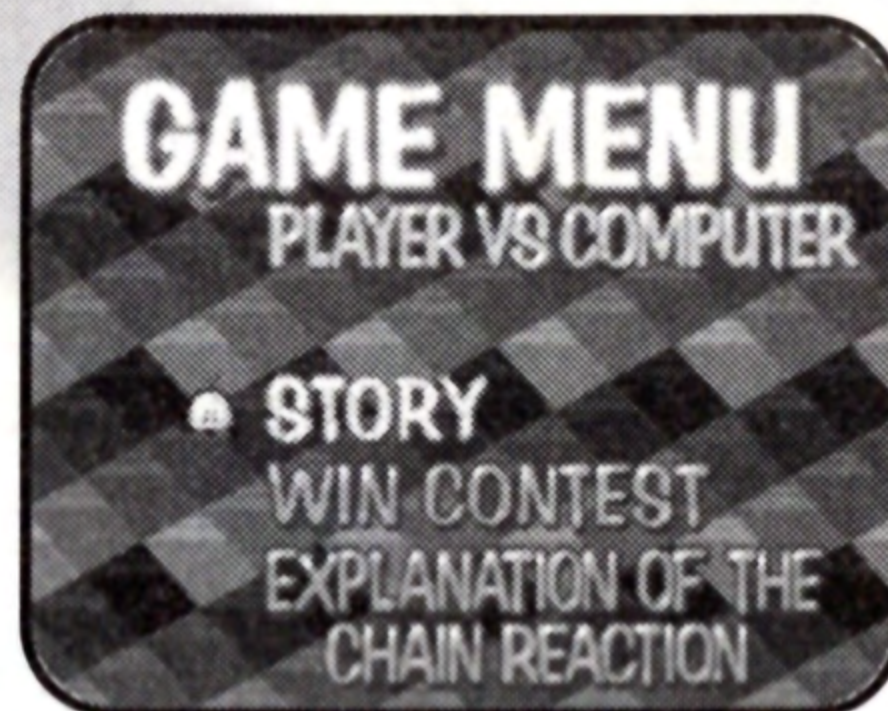 GAME MENU
PLAYER VS COMPUTER
STORY
WIN CONTEST
EXPLANATION OF THE
CHAIN REACTION